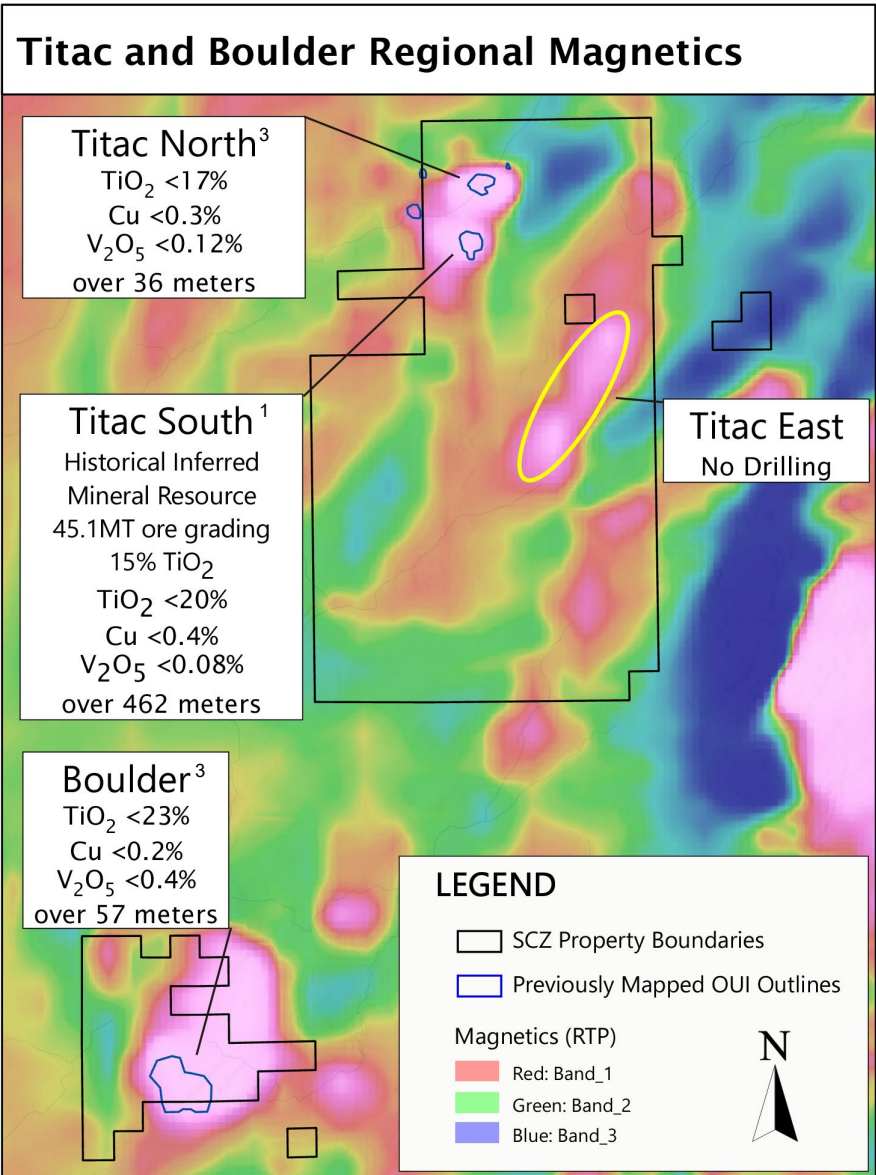 Titac and Boulder Regional Magnetics
Titac North³
TiO₂ <17%
Cu <0.3%
V₂O₅ <0.12%
over 36 meters
Titac South¹
Historical Inferred
Mineral Resource
45.1MT ore grading
15% TiO₂
TiO₂ <20%
Cu <0.4%
V₂O₅ <0.08%
over 462 meters
Titac East
No Drilling
Boulder³
TiO₂ <23%
Cu <0.2%
V₂O₅ <0.4%
over 57 meters
LEGEND
SCZ Property Boundaries
Previously Mapped OUI Outlines
Magnetics (RTP)
Red: Band_1
Green: Band_2
Blue: Band_3
N